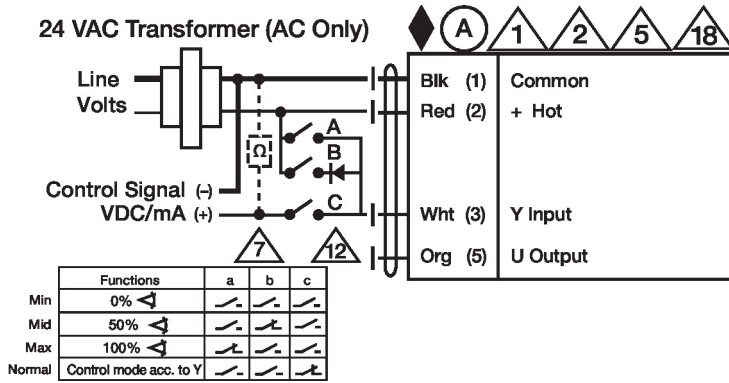 24 VAC Transformer (AC Only)
A
1
2
5
18
Line
Volts
Blk (1) Common
Red (2) + Hot
A
Ω
B
Control Signal (–)
VDC/mA (+)
C
Wht (3) Y Input
7
12
Org (5) U Output
Functions a b c
Min 0%
Mid 50%
Max 100%
Normal Control mode acc. to Y